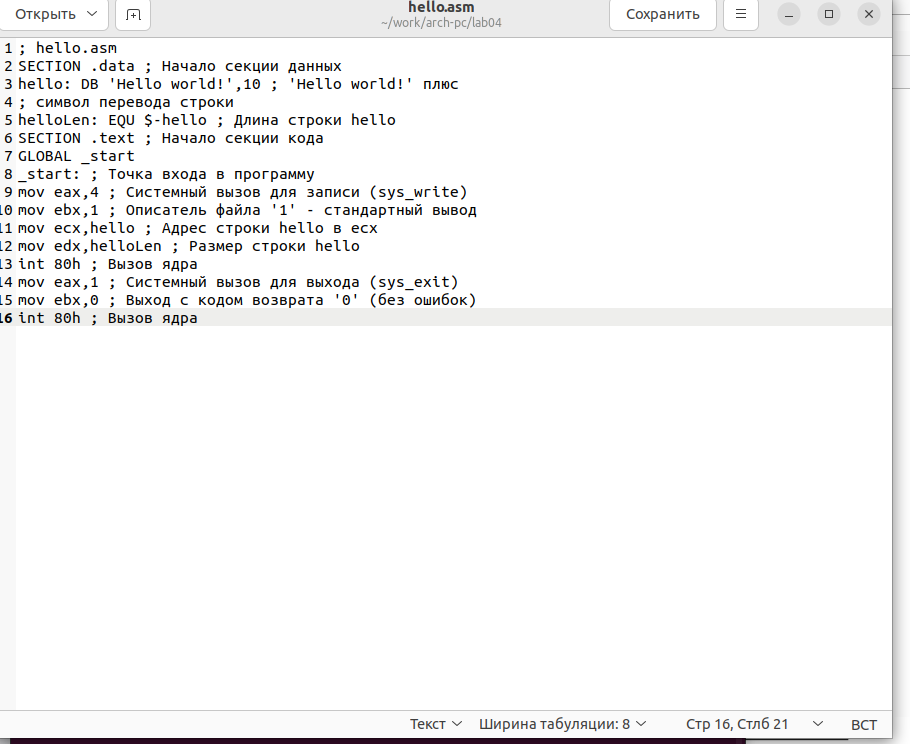 Открыть
hello.asm
~/work/arch-pc/lab04
Сохранить
1 ; hello.asm
2 SECTION .data ; Начало секции данных
3 hello: DB 'Hello world!',10 ; 'Hello world!' плюс
4 ; символ перевода строки
5 helloLen: EQU $-hello ; Длина строки hello
6 SECTION .text ; Начало секции кода
7 GLOBAL _start
8 _start: ; Точка входа в программу
9 mov eax,4 ; Системный вызов для записи (sys_write)
10 mov ebx,1 ; Описатель файла '1' - стандартный вывод
11 mov ecx,hello ; Адрес строки hello в ecx
12 mov edx,helloLen ; Размер строки hello
13 int 80h ; Вызов ядра
14 mov eax,1 ; Системный вызов для выхода (sys_exit)
15 mov ebx,0 ; Выход с кодом возврата '0' (без ошибок)
16 int 80h ; Вызов ядра
Текст Ширина табуляции: 8 Стр 16, Стлб 21 ВСТ